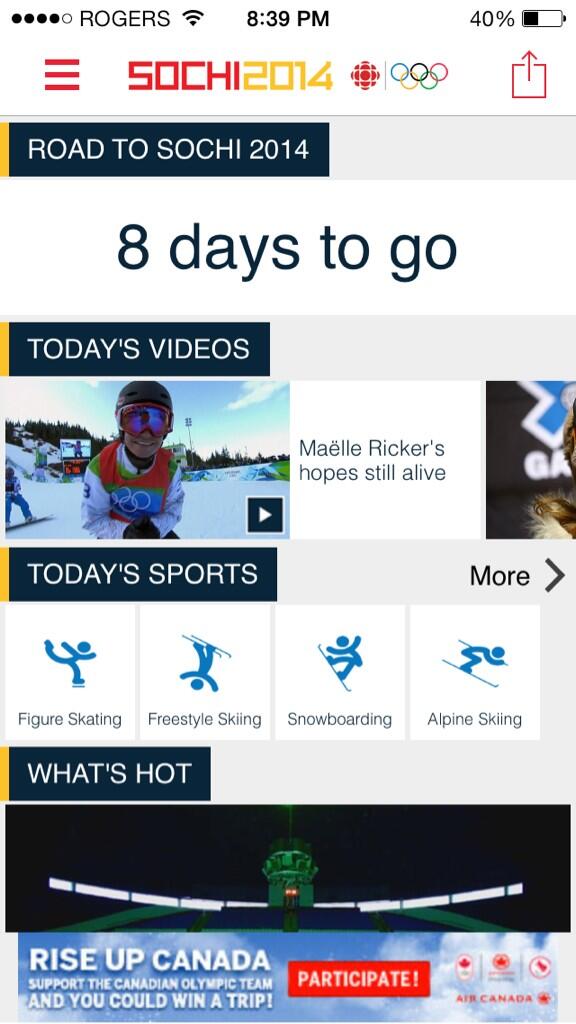 ROGERS 8:39 PM 40%
SOCHI2014
ROAD TO SOCHI 2014
8 days to go
TODAY'S VIDEOS
Maëlle Ricker's
hopes still alive
GA
TODAY'S SPORTS
More
Figure Skating Freestyle Skiing Snowboarding Alpine Skiing
WHAT'S HOT
RISE UP CANADA
SUPPORT THE CANADIAN OLYMPIC TEAM
AND YOU COULD WIN A TRIP!
PARTICIPATE!
AIR CANADA